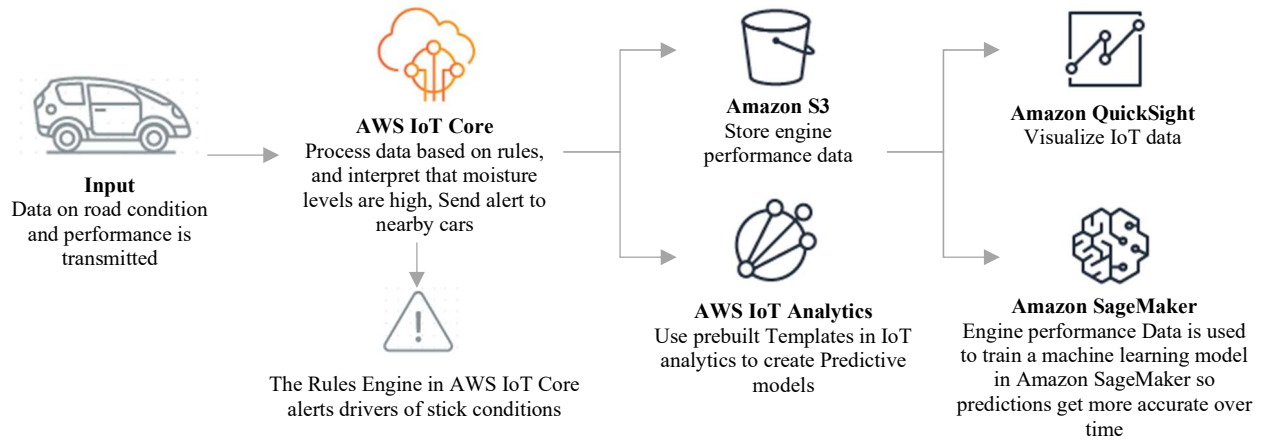 Input
Data on road condition
and performance is
transmitted
AWS IoT Core
Process data based on rules,
and interpret that moisture
levels are high, Send alert to
nearby cars
The Rules Engine in AWS IoT Core
alerts drivers of stick conditions
Amazon S3
Store engine
performance data
AWS IoT Analytics
Use prebuilt Templates in IoT
analytics to create Predictive
models
Amazon QuickSight
Visualize IoT data
Amazon SageMaker
Engine performance Data is used
to train a machine learning model
in Amazon SageMaker so
predictions get more accurate over
time